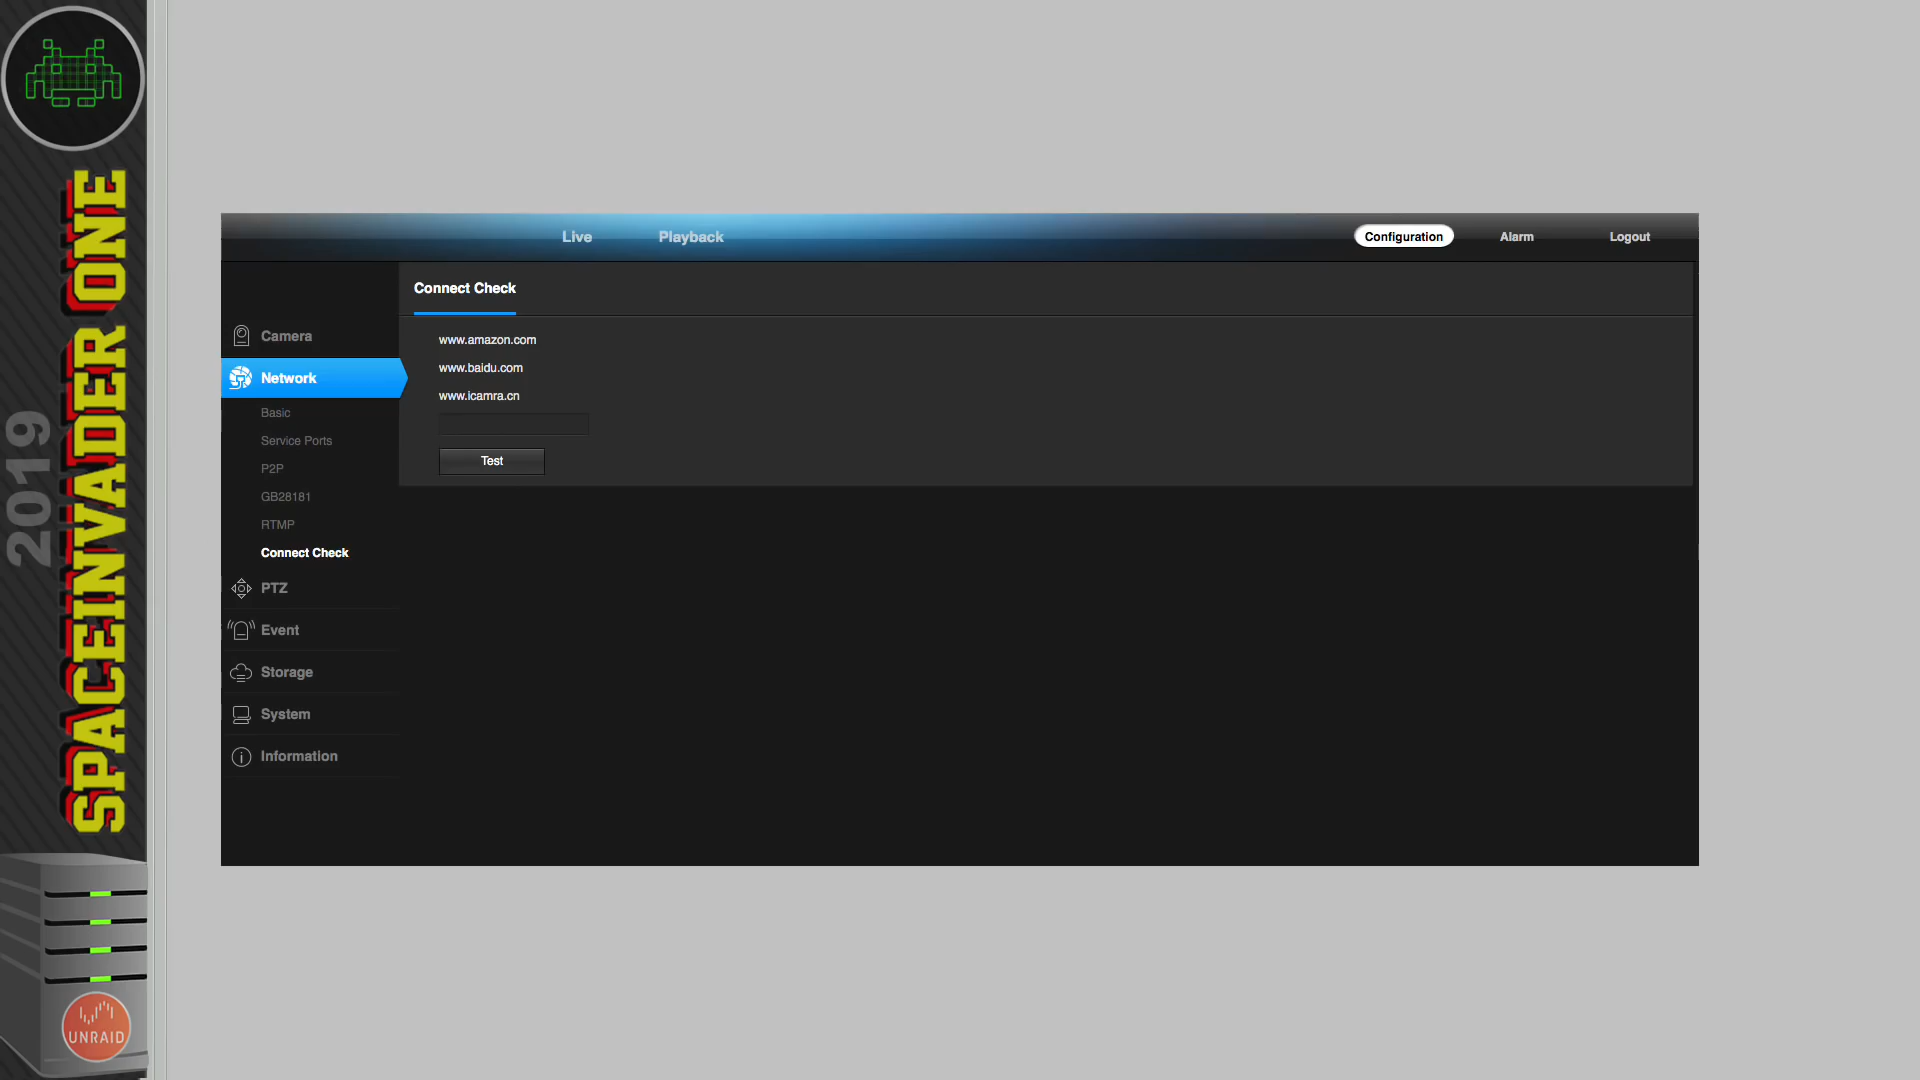 SPACEINVADER ONE
2019
UNRAID
Live
Playback
Configuration
Alarm
Logout
Connect Check
Camera
Network
Basic
Service Ports
P2P
GB28181
RTMP
Connect Check
PTZ
Event
Storage
System
Information
www.amazon.com
www.baidu.com
www.icamra.cn
Test